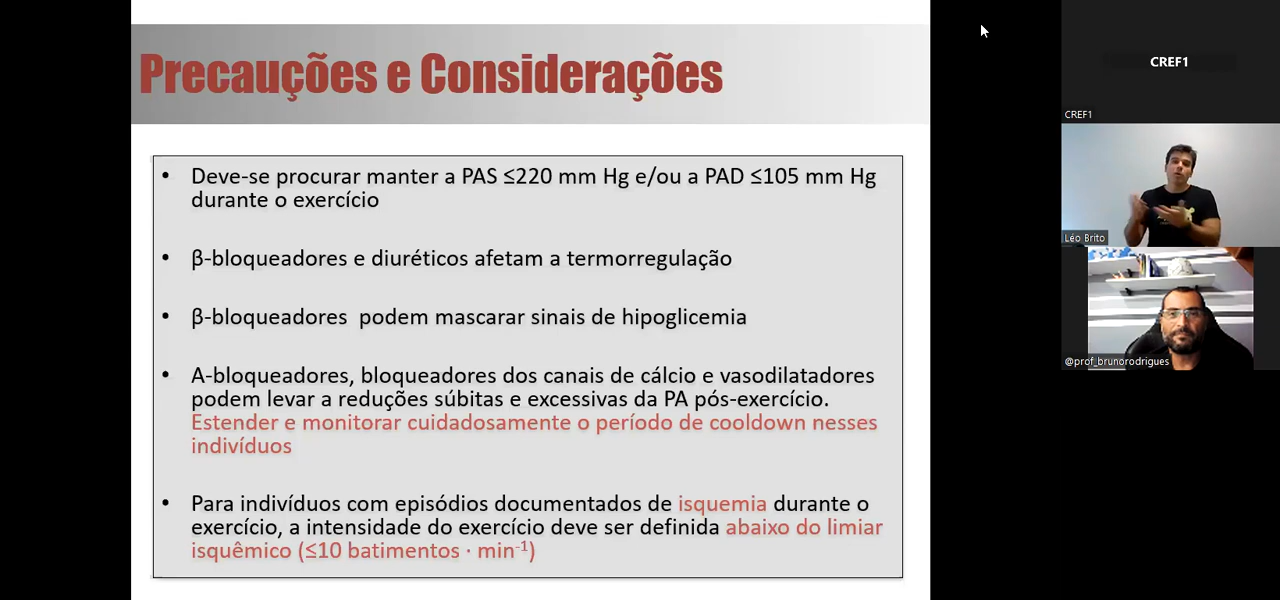 Precauções e Considerações
• Deve-se procurar manter a PAS ≤220 mm Hg e/ou a PAD ≤105 mm Hg
durante o exercício
• β-bloqueadores e diuréticos afetam a termorregulação
• β-bloqueadores  podem mascarar sinais de hipoglicemia
• Α-bloqueadores, bloqueadores dos canais de cálcio e vasodilatadores
podem levar a reduções súbitas e excessivas da PA pós-exercício.
Estender e monitorar cuidadosamente o período de cooldown nesses
indivíduos
• Para indivíduos com episódios documentados de isquemia durante o
exercício, a intensidade do exercício deve ser definida abaixo do limiar
isquêmico (≤10 batimentos · min⁻¹)
CREF1
CREF1
Léo Brito
@prof_brunorodrigues